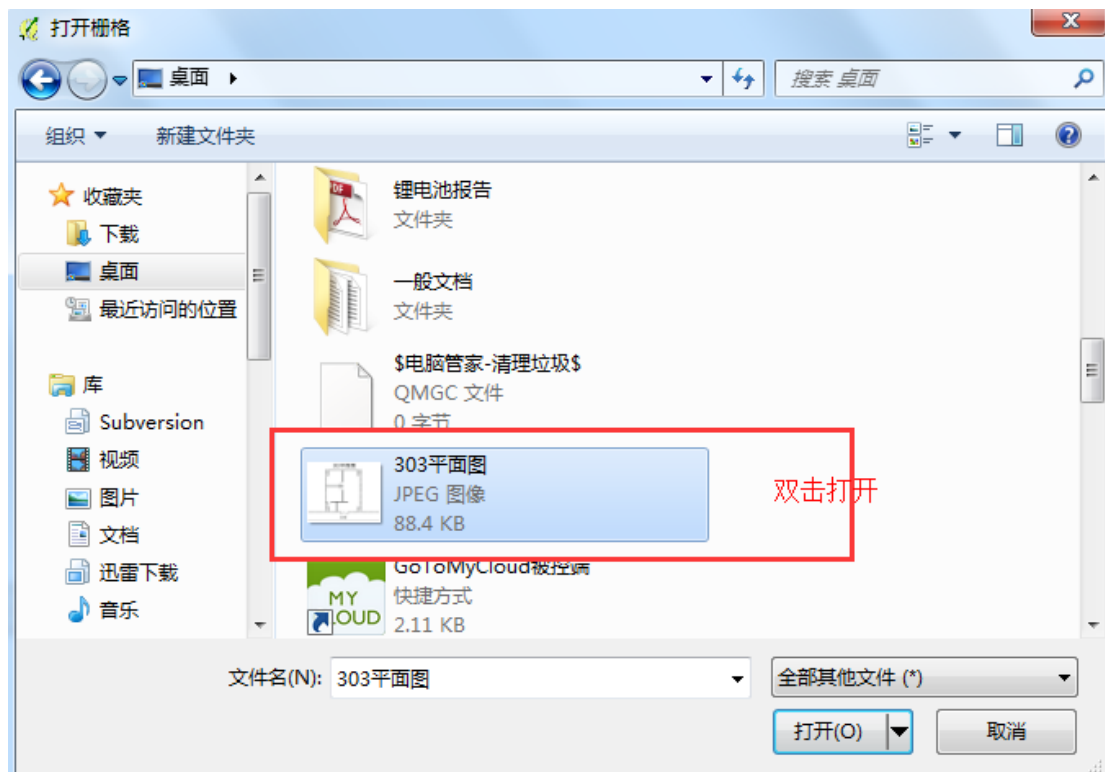 打开栅格
桌面
搜索 桌面
组织
新建文件夹
收藏夹
下载
桌面
最近访问的位置
库
Subversion
视频
图片
文档
迅雷下载
音乐
锂电池报告
文件夹
一般文档
文件夹
$电脑管家-清理垃圾$
QMGC 文件
0 字节
303平面图
JPEG 图像
88.4 KB
双击打开
GoToMyCloud被控端
快捷方式
2.11 KB
MY
CLOUD
文件名(N): 303平面图
全部其他文件 (*)
打开(O)
取消